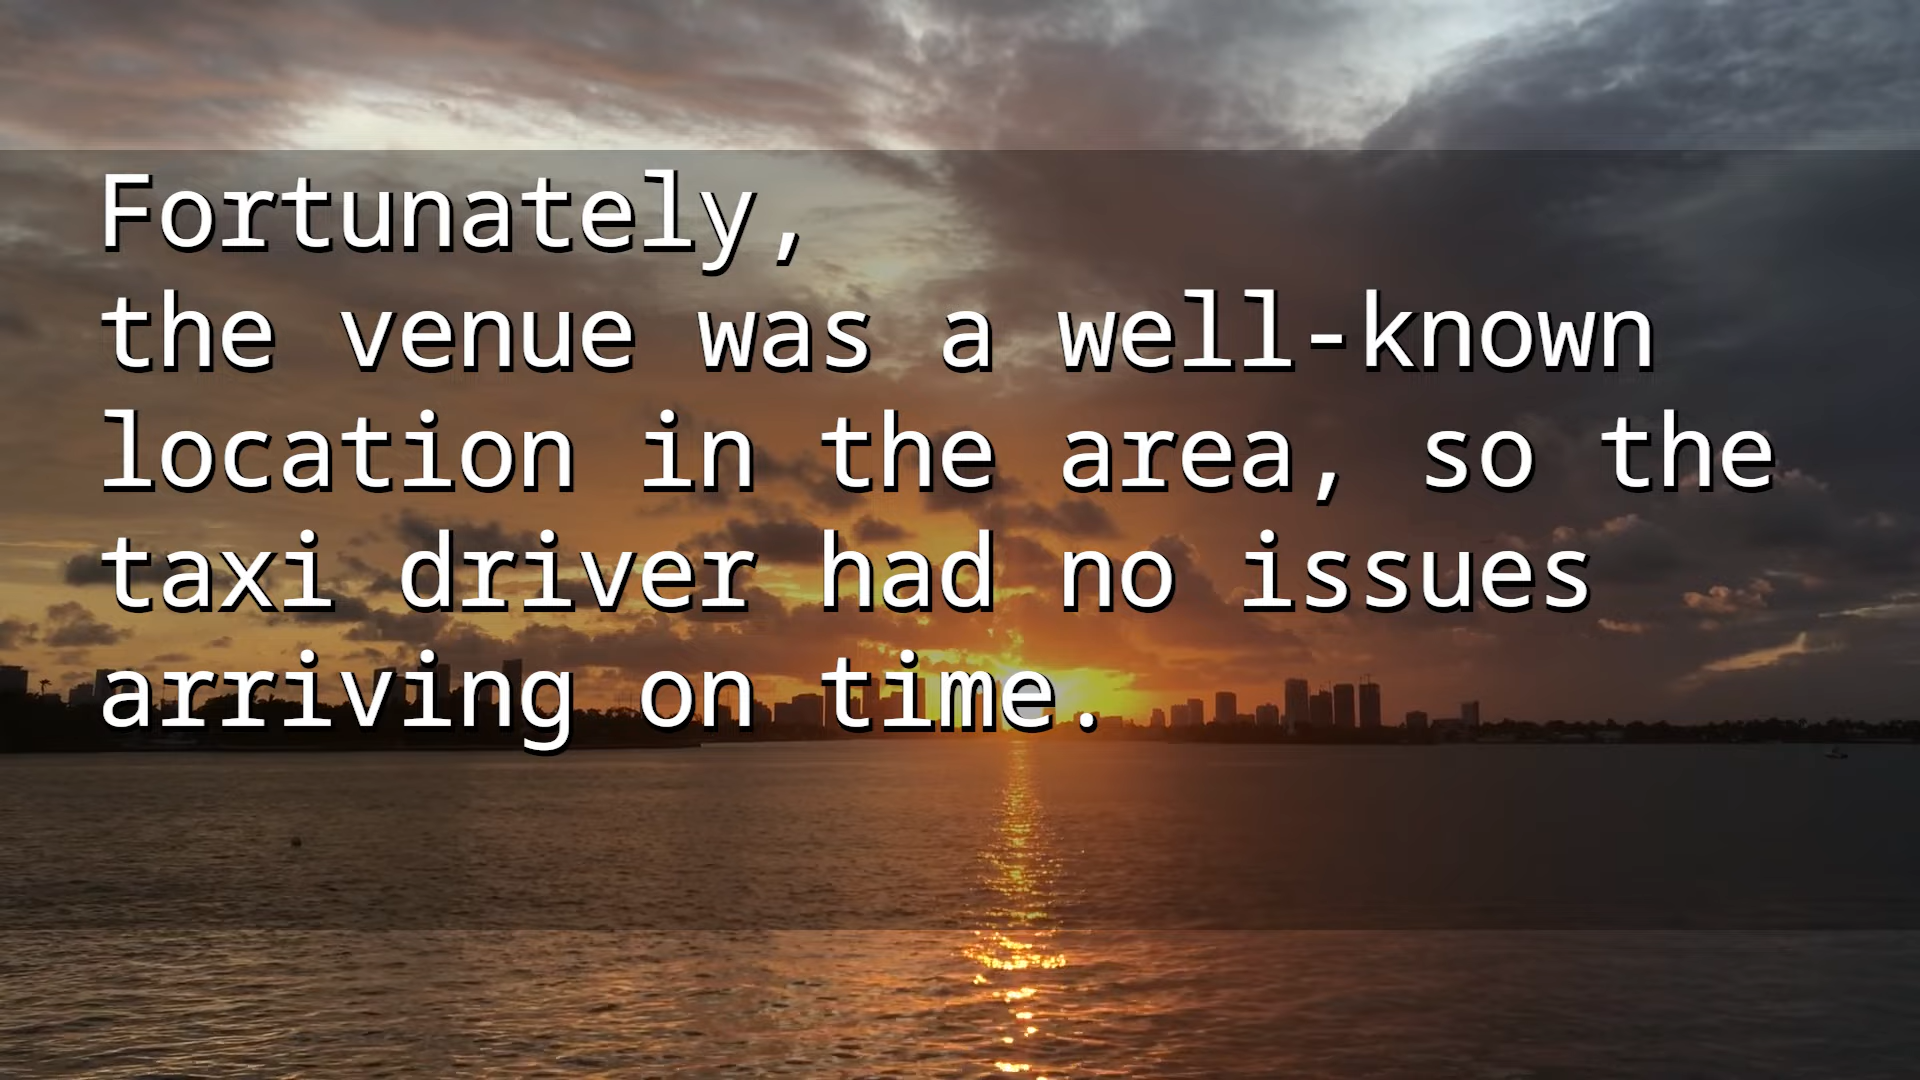 Fortunately,
the venue was a well-known
location in the area, so the
taxi driver had no issues
arriving on time.